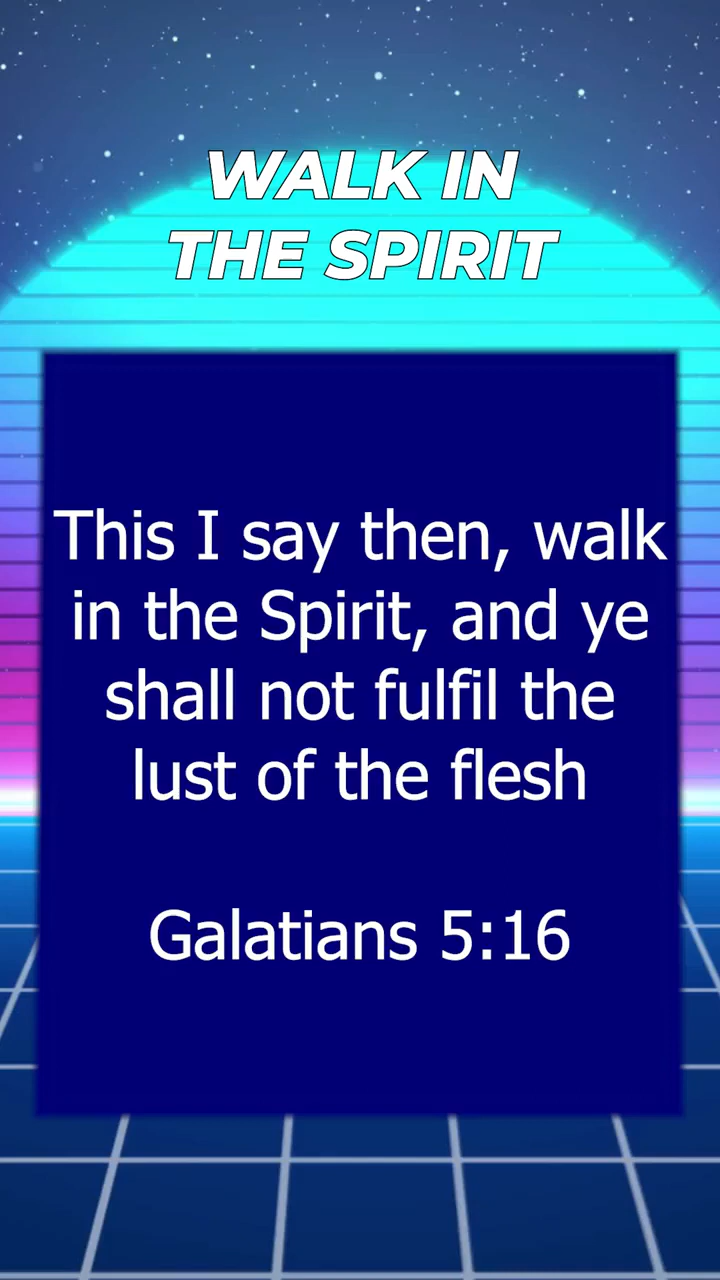 WALK IN
THE SPIRIT
This I say then, walk
in the Spirit, and ye
shall not fulfil the
lust of the flesh
Galatians 5:16